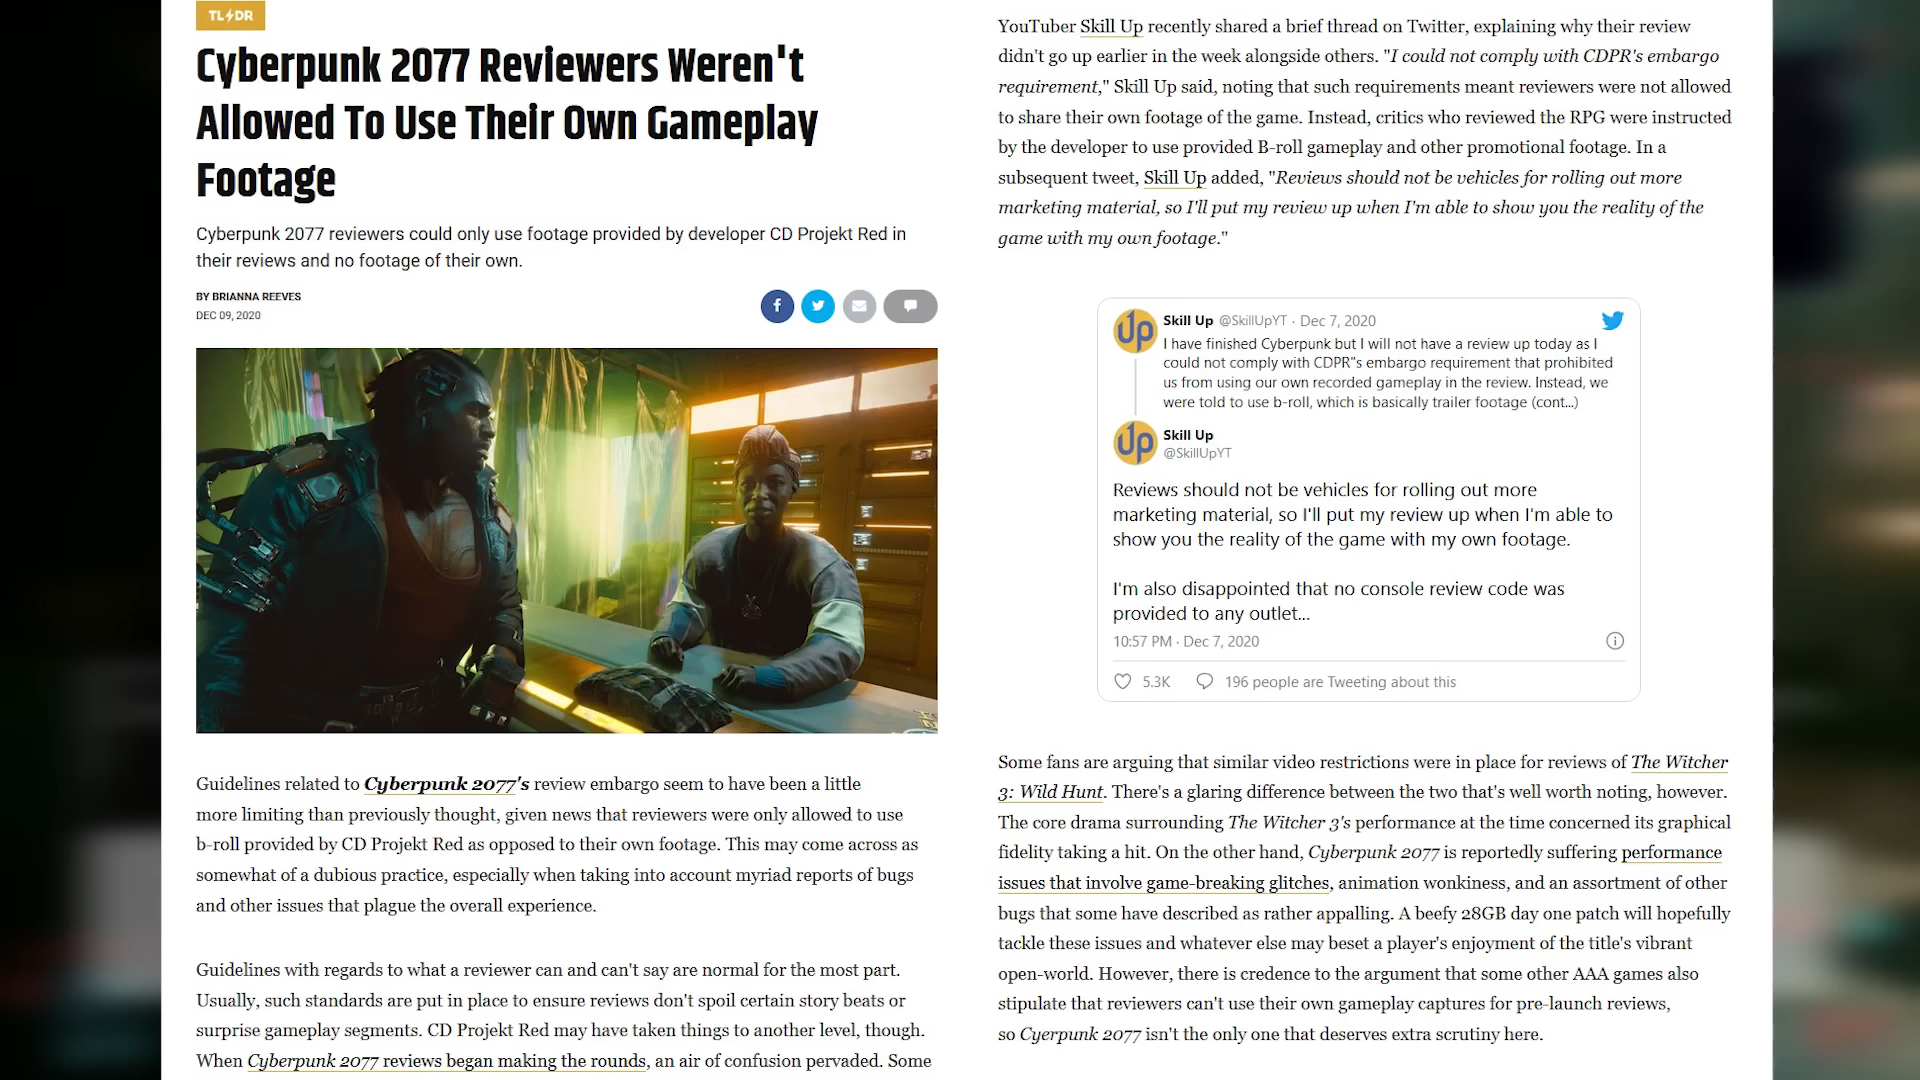 TL⚡DR
Cyberpunk 2077 Reviewers Weren't
Allowed To Use Their Own Gameplay
Footage
Cyberpunk 2077 reviewers could only use footage provided by developer CD Projekt Red in
their reviews and no footage of their own.
BY BRIANNA REEVES
DEC 09, 2020
Guidelines related to Cyberpunk 2077's review embargo seem to have been a little
more limiting than previously thought, given news that reviewers were only allowed to use
b-roll provided by CD Projekt Red as opposed to their own footage. This may come across as
somewhat of a dubious practice, especially when taking into account myriad reports of bugs
and other issues that plague the overall experience.
Guidelines with regards to what a reviewer can and can't say are normal for the most part.
Usually, such standards are put in place to ensure reviews don't spoil certain story beats or
surprise gameplay segments. CD Projekt Red may have taken things to another level, though.
When Cyberpunk 2077 reviews began making the rounds, an air of confusion pervaded. Some
YouTuber Skill Up recently shared a brief thread on Twitter, explaining why their review
didn't go up earlier in the week alongside others. "I could not comply with CDPR's embargo
requirement," Skill Up said, noting that such requirements meant reviewers were not allowed
to share their own footage of the game. Instead, critics who reviewed the RPG were instructed
by the developer to use provided B-roll gameplay and other promotional footage. In a
subsequent tweet, Skill Up added, "Reviews should not be vehicles for rolling out more
marketing material, so I'll put my review up when I'm able to show you the reality of the
game with my own footage."
Skill Up @SkillUpYT · Dec 7, 2020
I have finished Cyberpunk but I will not have a review up today as I
could not comply with CDPR"s embargo requirement that prohibited
us from using our own recorded gameplay in the review. Instead, we
were told to use b-roll, which is basically trailer footage (cont...)
Skill Up
@SkillUpYT
Reviews should not be vehicles for rolling out more
marketing material, so I'll put my review up when I'm able to
show you the reality of the game with my own footage.
I'm also disappointed that no console review code was
provided to any outlet...
10:57 PM · Dec 7, 2020
5.3K 196 people are Tweeting about this
Some fans are arguing that similar video restrictions were in place for reviews of The Witcher
3: Wild Hunt. There's a glaring difference between the two that's well worth noting, however.
The core drama surrounding The Witcher 3's performance at the time concerned its graphical
fidelity taking a hit. On the other hand, Cyberpunk 2077 is reportedly suffering performance
issues that involve game-breaking glitches, animation wonkiness, and an assortment of other
bugs that some have described as rather appalling. A beefy 28GB day one patch will hopefully
tackle these issues and whatever else may beset a player's enjoyment of the title's vibrant
open-world. However, there is credence to the argument that some other AAA games also
stipulate that reviewers can't use their own gameplay captures for pre-launch reviews,
so Cyerpunk 2077 isn't the only one that deserves extra scrutiny here.